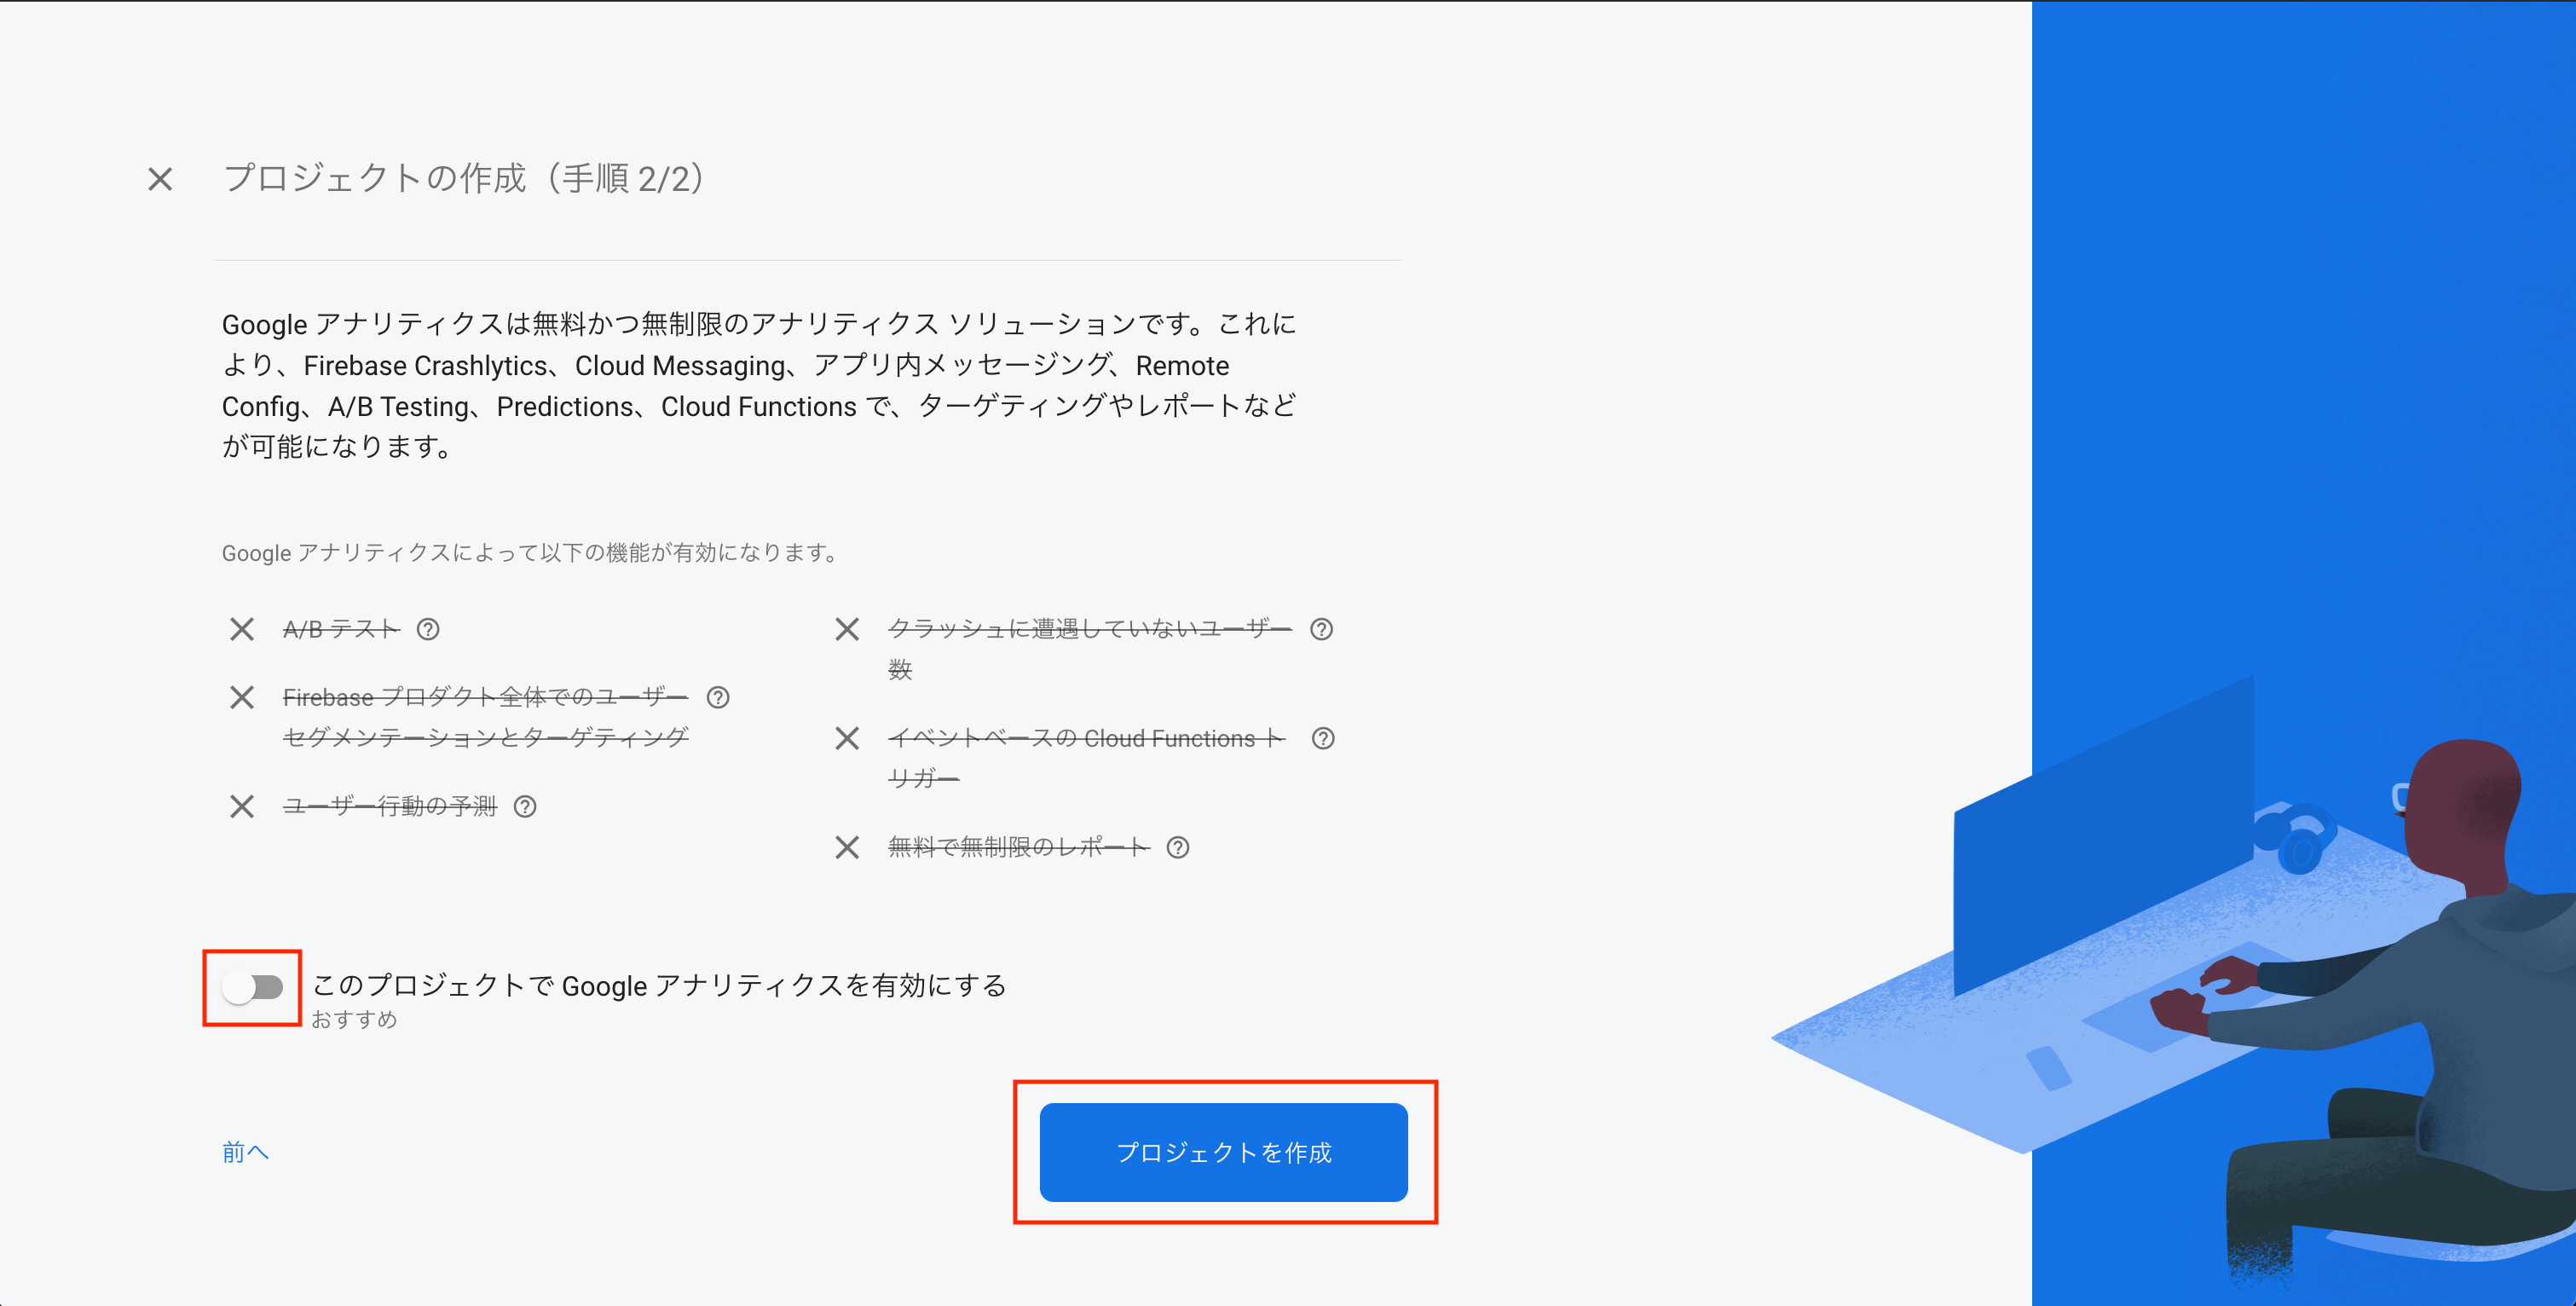 プロジェクトの作成（手順 2/2）
Google アナリティクスは無料かつ無制限のアナリティクス ソリューションです。これに
より、Firebase Crashlytics、Cloud Messaging、アプリ内メッセージング、Remote
Config、A/B Testing、Predictions、Cloud Functions で、ターゲティングやレポートなど
が可能になります。
Google アナリティクスによって以下の機能が有効になります。
A/B テスト
Firebase プロダクト全体でのユーザー
セグメンテーションとターゲティング
ユーザー行動の予測
クラッシュに遭遇していないユーザー
数
イベントベースの Cloud Functions ト
リガー
無料で無制限のレポート
このプロジェクトで Google アナリティクスを有効にする
おすすめ
前へ
プロジェクトを作成